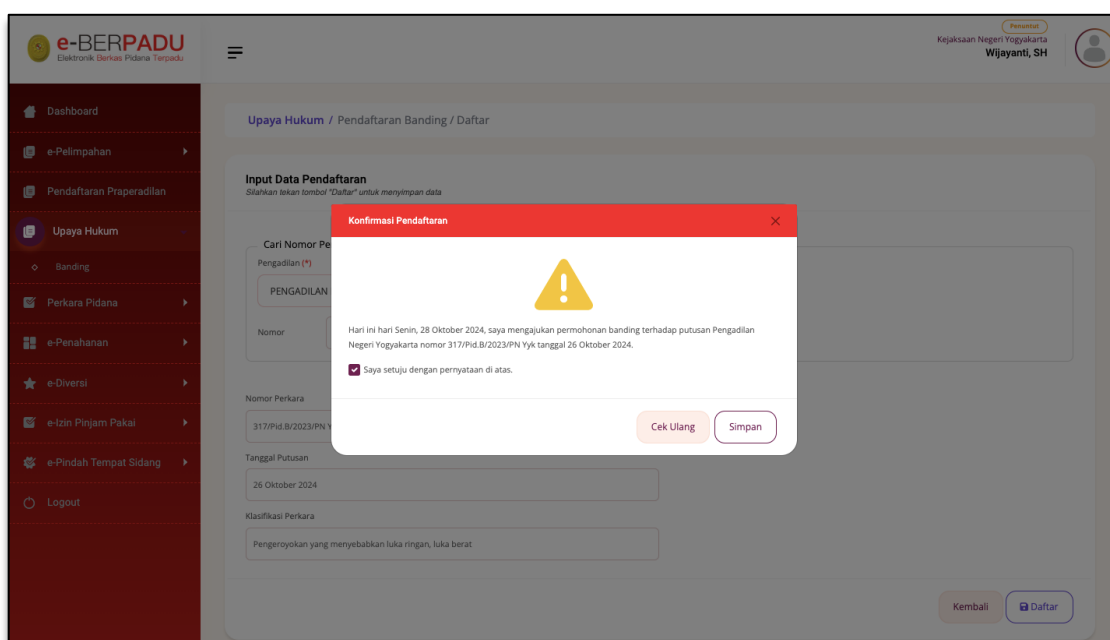 e-BERPADU
Elektronik Berkas Pidana Terpadu
Penuntut
Kejaksaan Negeri Yogyakarta
Wijayanti, SH
Dashboard
e-Pelimpahan
Pendaftaran Praperadilan
Upaya Hukum
Banding
Perkara Pidana
e-Penahanan
e-Diversi
e-Izin Pinjam Pakai
e-Pindah Tempat Sidang
Logout
Upaya Hukum / Pendaftaran Banding / Daftar
Input Data Pendaftaran
Silahkan tekan tombol "Daftar" untuk menyimpan data
Cari Nomor Pe
Pengadilan (*)
PENGADILAN
Nomor
Konfirmasi Pendaftaran
Hari ini hari Senin, 28 Oktober 2024, saya mengajukan permohonan banding terhadap putusan Pengadilan
Negeri Yogyakarta nomor 317/Pid.B/2023/PN Yyk tanggal 26 Oktober 2024.
Saya setuju dengan pernyataan di atas.
Cek Ulang
Simpan
Nomor Perkara
317/Pid.B/2023/PN Y
Tanggal Putusan
26 Oktober 2024
Klasifikasi Perkara
Pengeroyokan yang menyebabkan luka ringan, luka berat
Kembali
Daftar